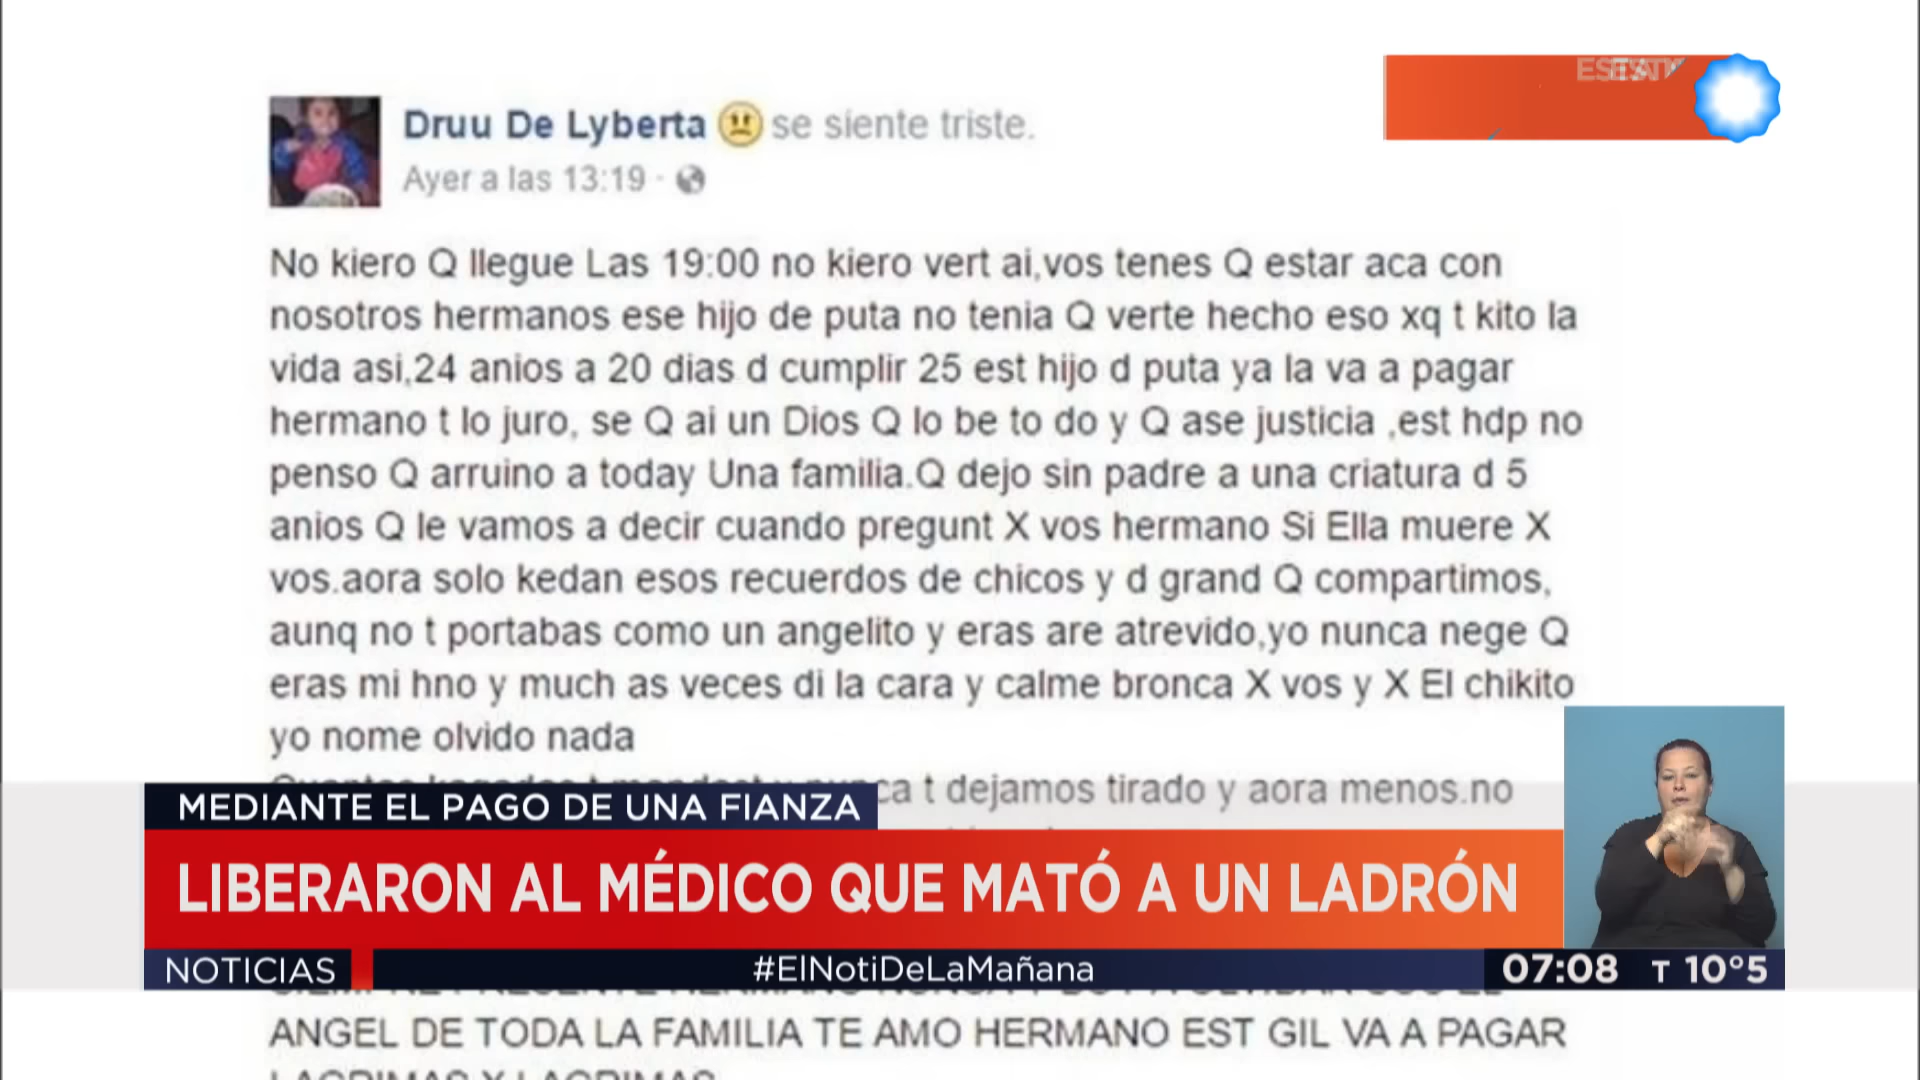 Druu De Lyberta se siente triste.
Ayer a las 13:19 ·
No kiero Q llegue Las 19:00 no kiero vert ai,vos tenes Q estar aca con
nosotros hermanos ese hijo de puta no tenia Q verte hecho eso xq t kito la
vida asi,24 anios a 20 dias d cumplir 25 est hijo d puta ya la va a pagar
hermano t lo juro, se Q ai un Dios Q lo be to do y Q ase justicia ,est hdp no
penso Q arruino a today Una familia.Q dejo sin padre a una criatura d 5
anios Q le vamos a decir cuando pregunt X vos hermano Si Ella muere X
vos.aora solo kedan esos recuerdos de chicos y d grand Q compartimos,
aunq no t portabas como un angelito y eras are atrevido,yo nunca nege Q
eras mi hno y much as veces di la cara y calme bronca X vos y X El chikito
yo nome olvido nada
t dejamos tirado y aora menos.no
MEDIANTE EL PAGO DE UNA FIANZA
LIBERARON AL MÉDICO QUE MATÓ A UN LADRÓN
NOTICIAS
#ElNotiDeLaMañana
07:08 T 10°5
ANGEL DE TODA LA FAMILIA TE AMO HERMANO EST GIL VA A PAGAR